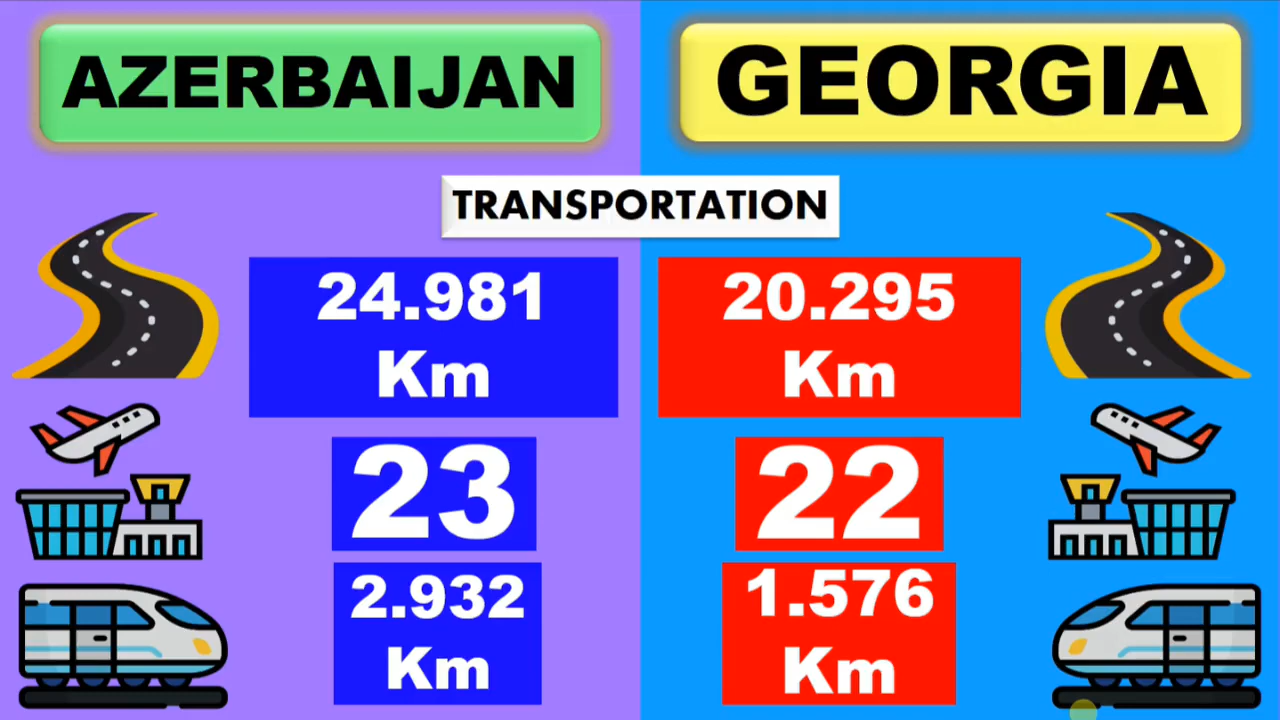 AZERBAIJAN
GEORGIA
TRANSPORTATION
24.981
Km
20.295
Km
23
22
2.932
Km
1.576
Km